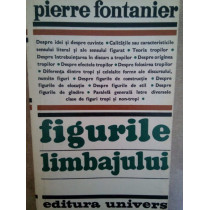 pierre fontanier
Despre idei şi despre cuvinte • Calităţile sau caracteristicile
sensului literal şi ale sensului figurat • Teoria tropilor •
Despre întrebuinţarea în discurs a tropilor • Despre originea
tropilor • Despre efectele tropilor • Despre folosirea tropilor •
Diferenţa dintre tropi şi celelalte forme ale discursului,
numite figuri • Despre figurile de construcţie • Despre
figurile de elocuţie • Despre figurile de stil • Despre
figurile de gîndire • Paralelă generală între diversele
clase de figuri tropi şi non-tropi •
figurile
limbajului
editura univers